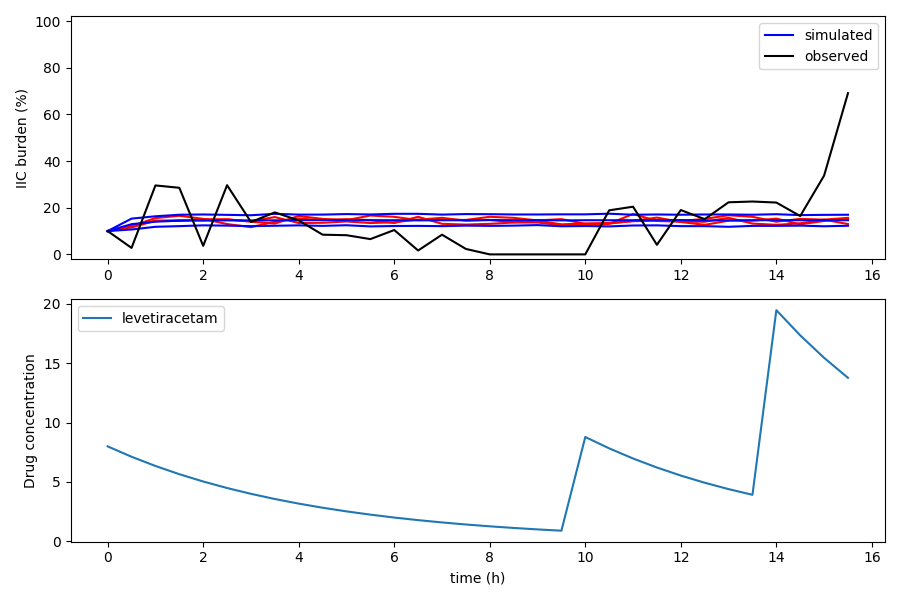 IIC burden (%)
100
80
60
40
20
0
simulated
observed
0 2 4 6 8 10 12 14 16
Drug concentration
20
15
10
5
0
levetiracetam
0 2 4 6 8 10 12 14 16
time (h)